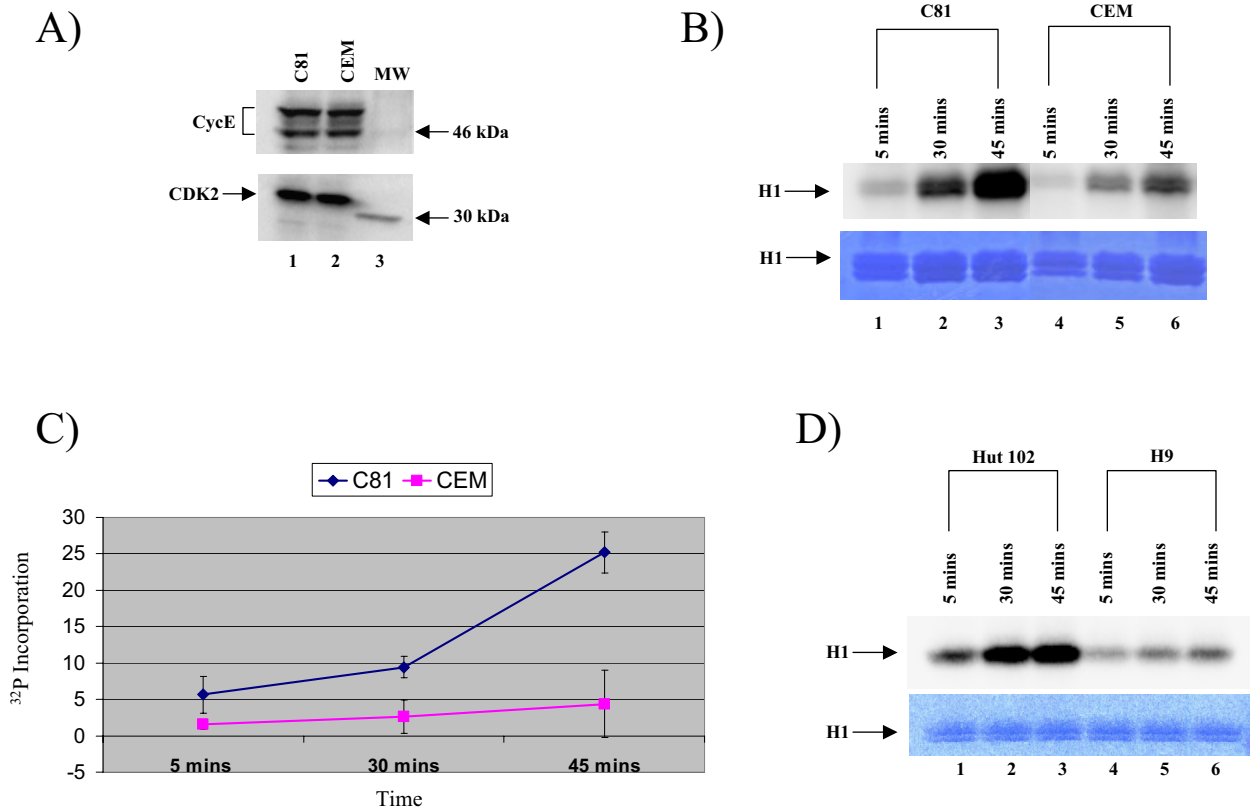 A)
C81 CEM MW
CycE
46 kDa
CDK2
30 kDa
1 2 3
B)
C81 CEM
5 mins 30 mins 45 mins 5 mins 30 mins 45 mins
H1
H1
1 2 3 4 5 6
C)
C81 CEM
30
25
20
15
10
5
0
-5
32P Incorporation
5 mins 30 mins 45 mins
Time
D)
Hut 102 H9
5 mins 30 mins 45 mins 5 mins 30 mins 45 mins
H1
H1
1 2 3 4 5 6